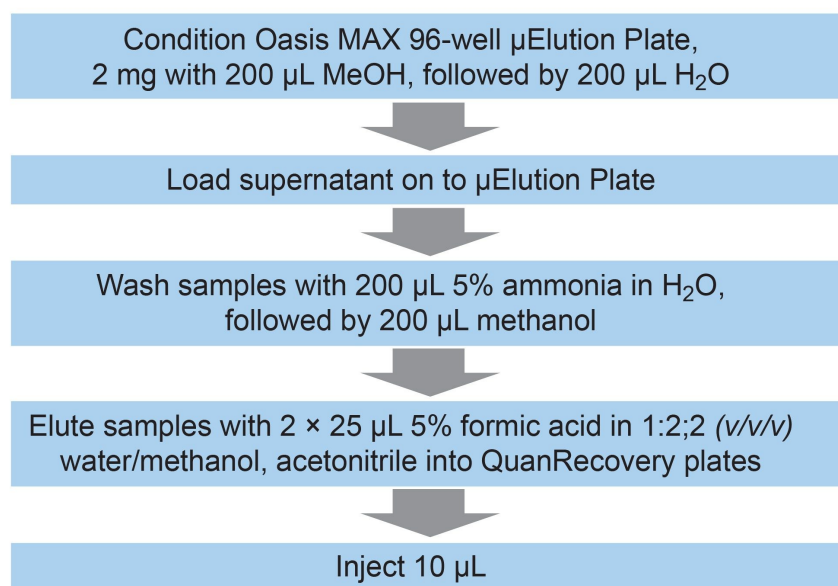 Condition Oasis MAX 96-well µElution Plate,
2 mg with 200 µL MeOH, followed by 200 µL H₂O
Load supernatant on to µElution Plate
Wash samples with 200 µL 5% ammonia in H₂O,
followed by 200 µL methanol
Elute samples with 2 × 25 µL 5% formic acid in 1:2;2 (v/v/v)
water/methanol, acetonitrile into QuanRecovery plates
Inject 10 µL